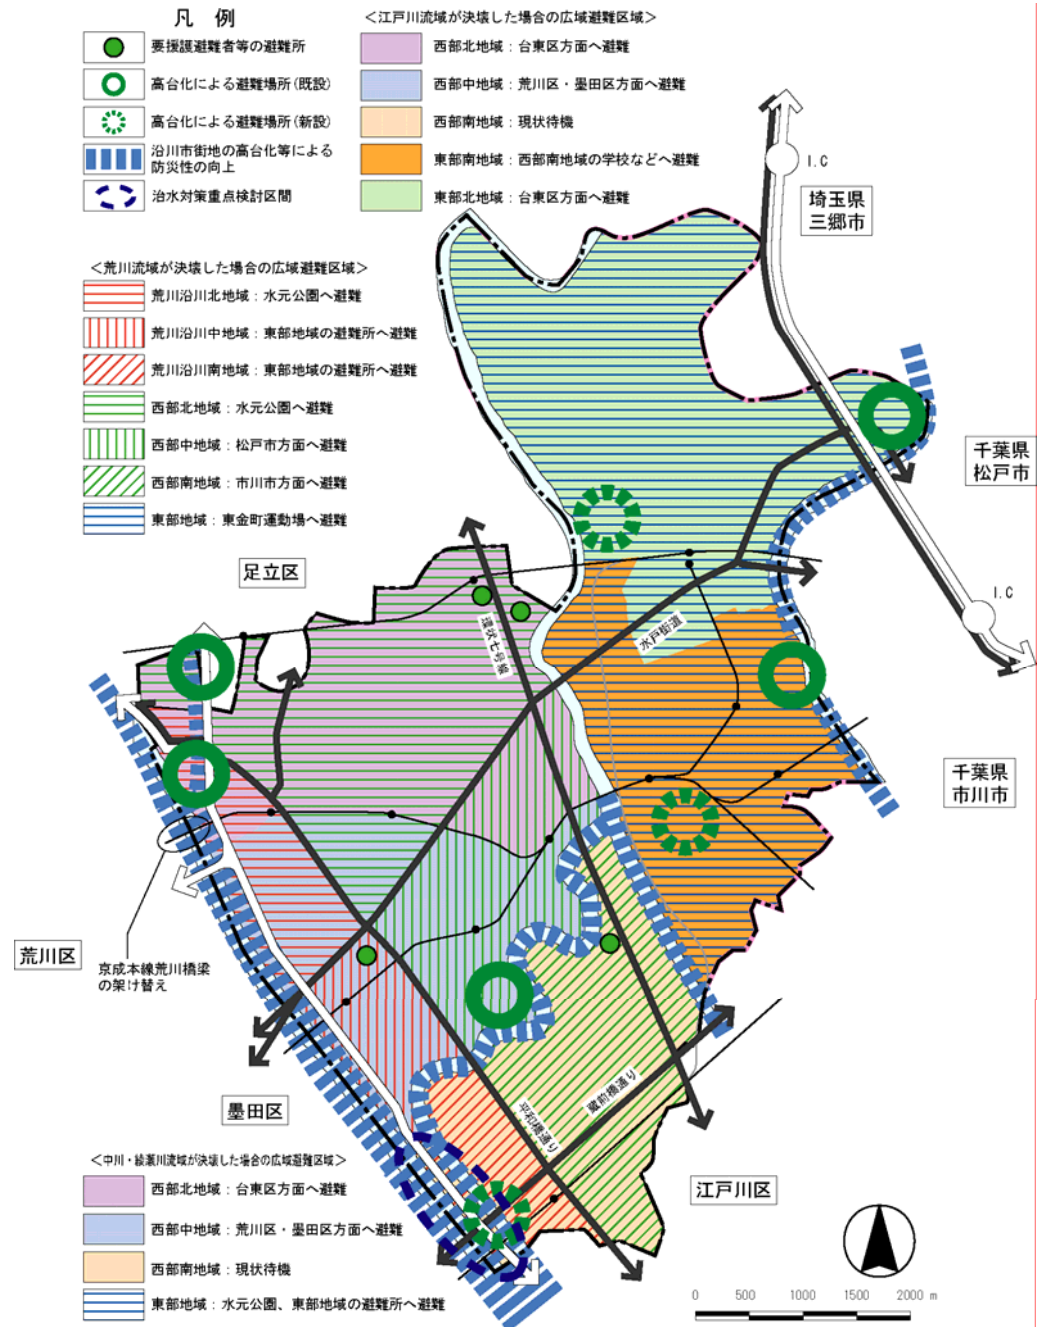 凡 例
要援護避難者等の避難所
高台化による避難場所(既設)
高台化による避難場所(新設)
沿川市街地の高台化等による
防災性の向上
治水対策重点検討区間
＜江戸川流域が決壊した場合の広域避難区域＞
西部北地域：台東区方面へ避難
西部中地域：荒川区・墨田区方面へ避難
西部南地域：現状待機
東部南地域：西部南地域の学校などへ避難
東部北地域：台東区方面へ避難
＜荒川流域が決壊した場合の広域避難区域＞
荒川沿川北地域：水元公園へ避難
荒川沿川中地域：東部地域の避難所へ避難
荒川沿川南地域：東部地域の避難所へ避難
西部北地域：水元公園へ避難
西部中地域：松戸市方面へ避難
西部南地域：市川市方面へ避難
東部地域：東金町運動場へ避難
I.C
埼玉県
三郷市
千葉県
松戸市
足立区
I.C
環状七号線
水戸街道
千葉県
市川市
荒川区
京成本線荒川橋梁
の架け替え
墨田区
蔵前橋通り
平和橋通り
江戸川区
＜中川・綾瀬川流域が決壊した場合の広域避難区域＞
西部北地域：台東区方面へ避難
西部中地域：荒川区・墨田区方面へ避難
西部南地域：現状待機
東部地域：水元公園、東部地域の避難所へ避難
0 500 1000 1500 2000 m